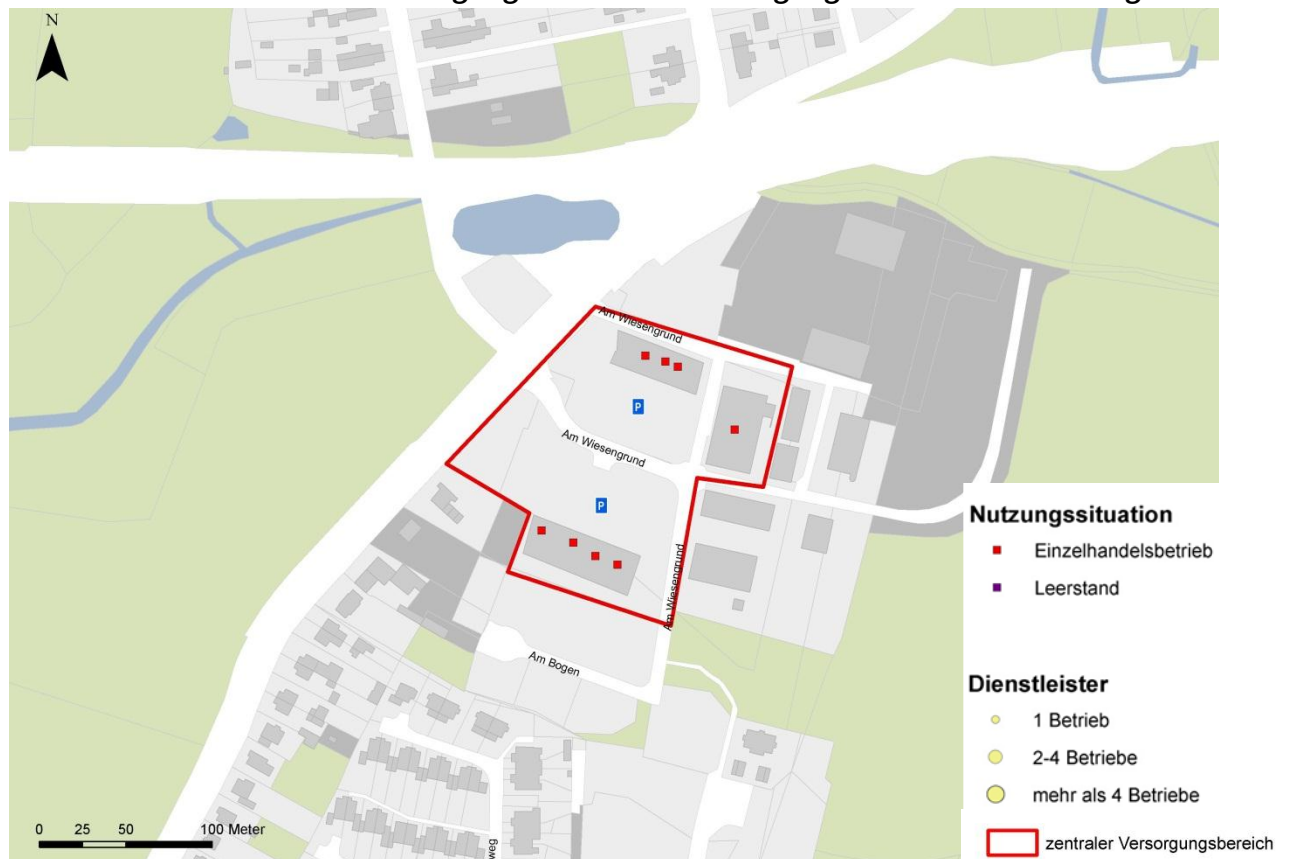 N
Am Wiesengrund
P
Am Wiesengrund
P
Am Wiesengrund
Am Bogen
weg
0 25 50 100 Meter
Nutzungssituation
Einzelhandelsbetrieb
Leerstand
Dienstleister
1 Betrieb
2-4 Betriebe
mehr als 4 Betriebe
zentraler Versorgungsbereich